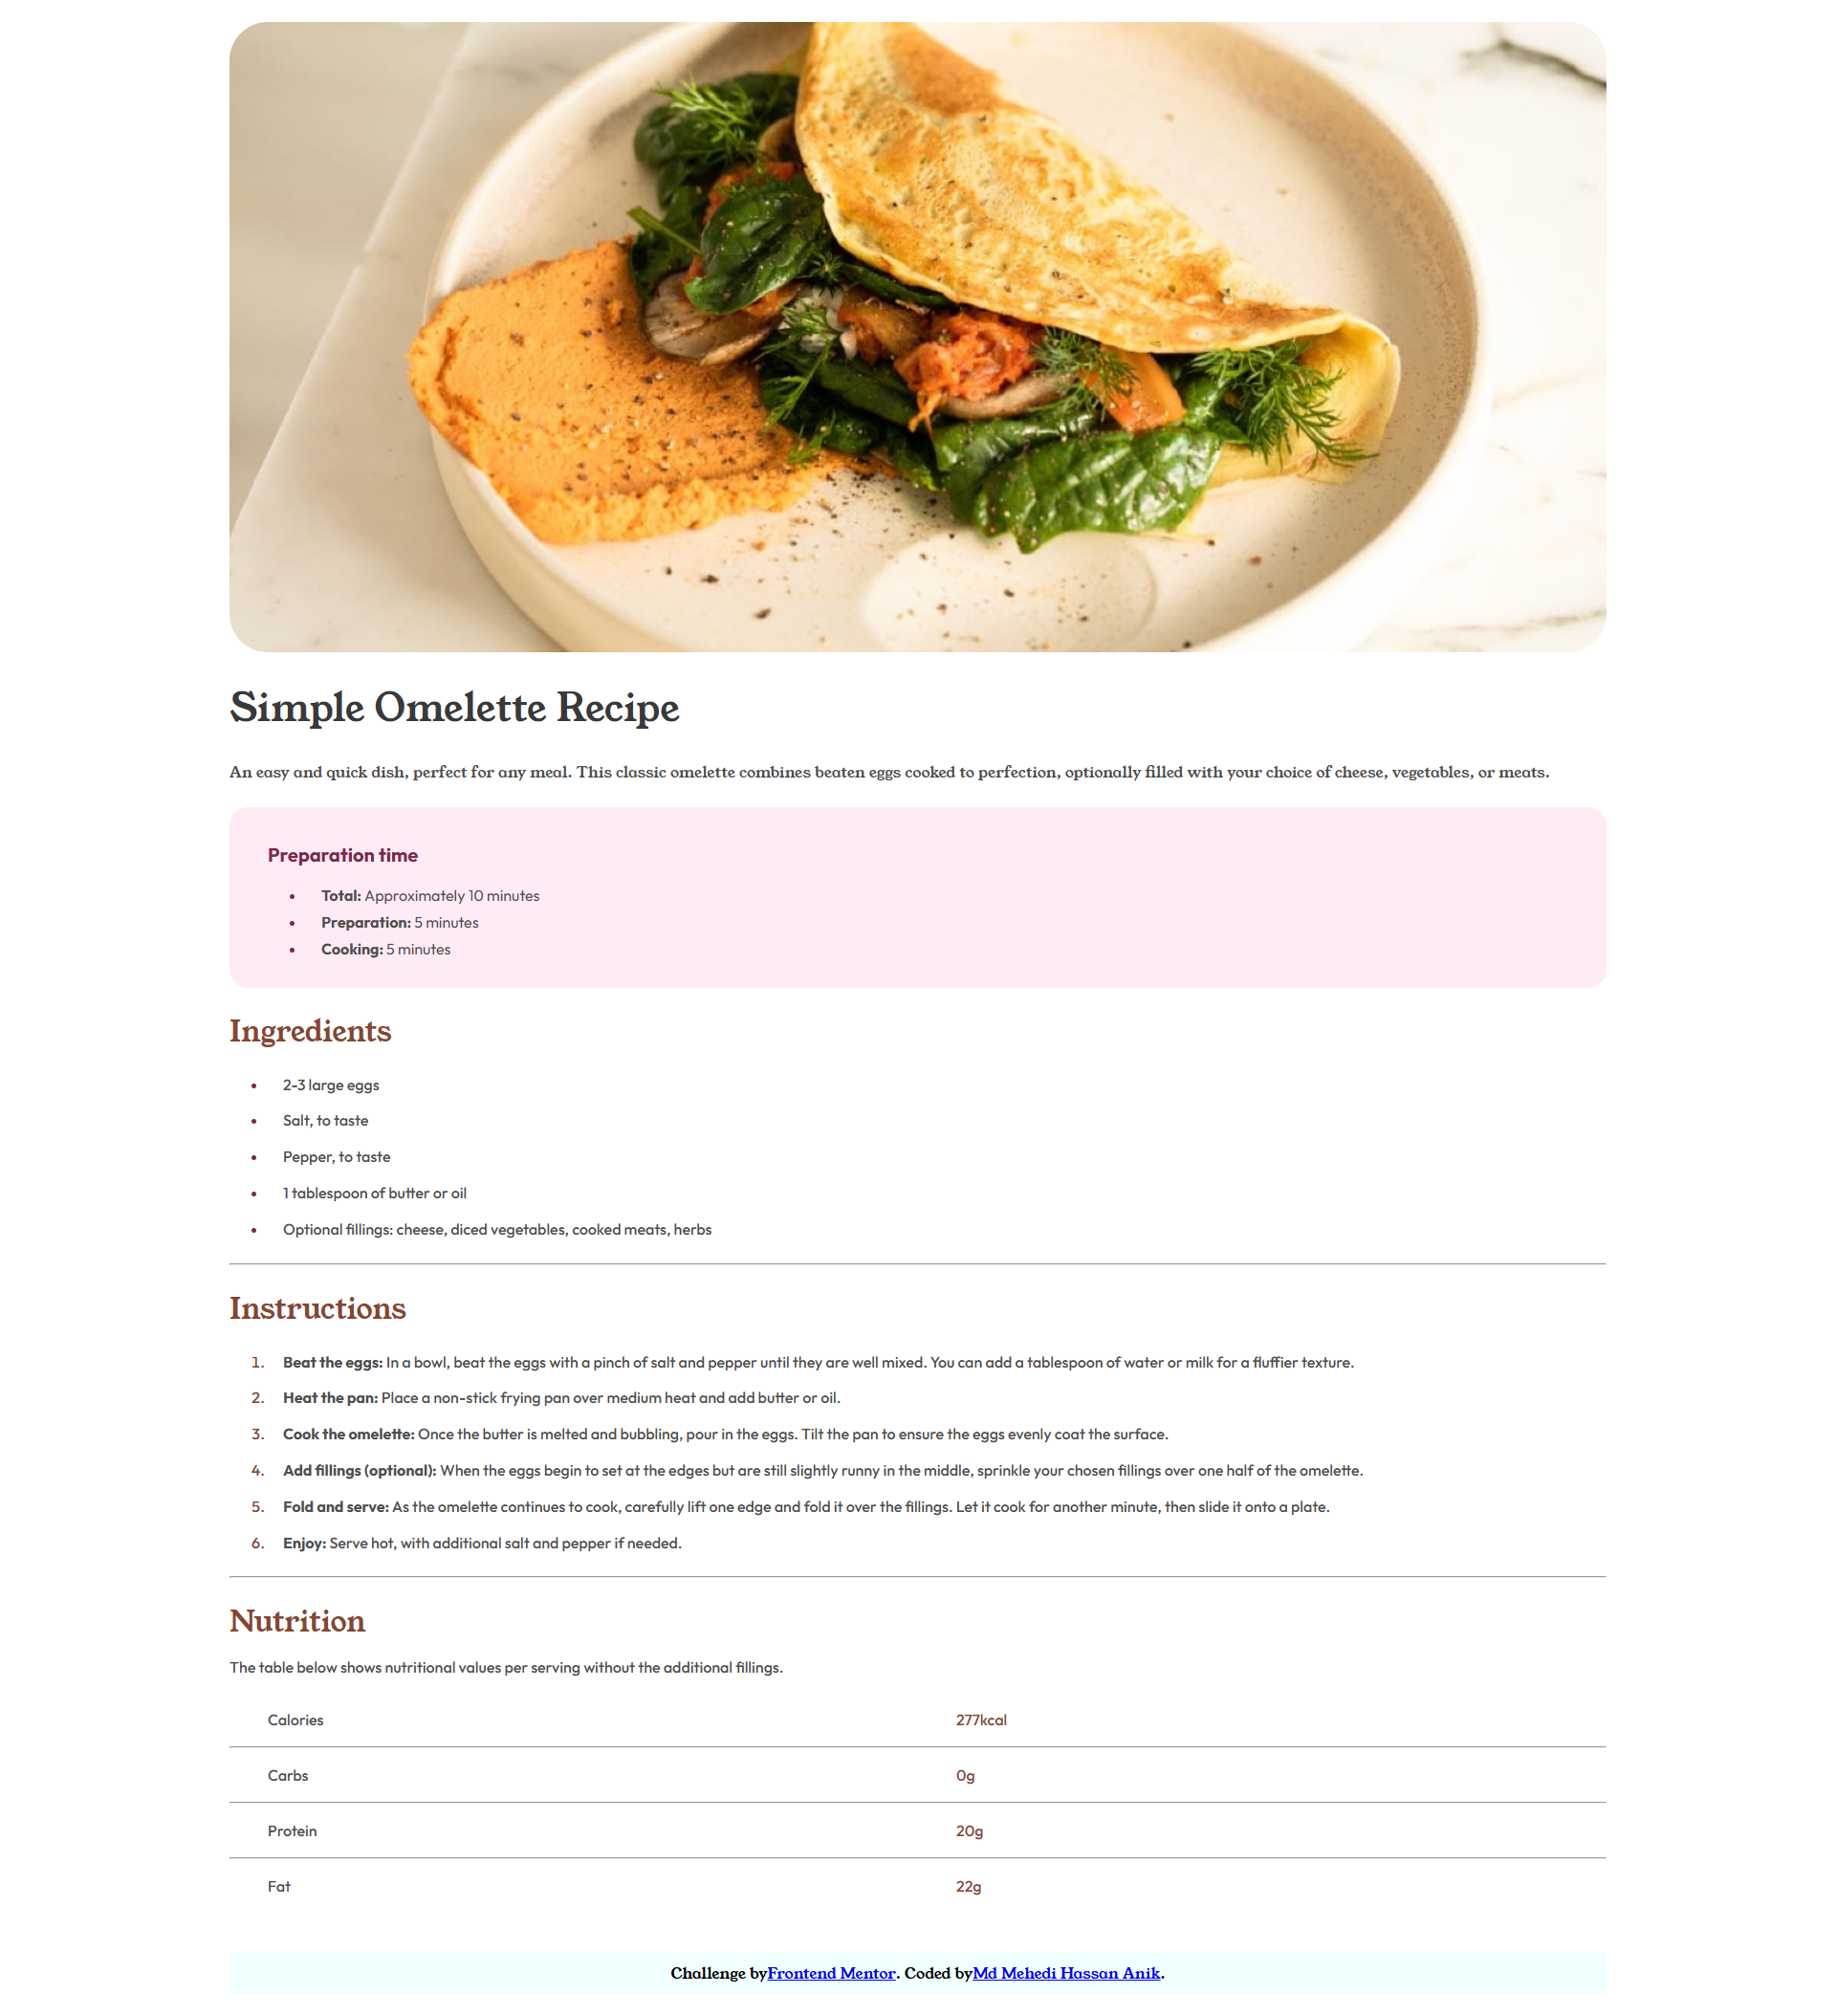 Simple Omelette Recipe
An easy and quick dish, perfect for any meal. This classic omelette combines beaten eggs cooked to perfection, optionally filled with your choice of cheese, vegetables, or meats.
Preparation time
• Total: Approximately 10 minutes
• Preparation: 5 minutes
• Cooking: 5 minutes
Ingredients
• 2-3 large eggs
• Salt, to taste
• Pepper, to taste
• 1 tablespoon of butter or oil
• Optional fillings: cheese, diced vegetables, cooked meats, herbs
Instructions
1. Beat the eggs: In a bowl, beat the eggs with a pinch of salt and pepper until they are well mixed. You can add a tablespoon of water or milk for a fluffier texture.
2. Heat the pan: Place a non-stick frying pan over medium heat and add butter or oil.
3. Cook the omelette: Once the butter is melted and bubbling, pour in the eggs. Tilt the pan to ensure the eggs evenly coat the surface.
4. Add fillings (optional): When the eggs begin to set at the edges but are still slightly runny in the middle, sprinkle your chosen fillings over one half of the omelette.
5. Fold and serve: As the omelette continues to cook, carefully lift one edge and fold it over the fillings. Let it cook for another minute, then slide it onto a plate.
6. Enjoy: Serve hot, with additional salt and pepper if needed.
Nutrition
The table below shows nutritional values per serving without the additional fillings.
Calories 277kcal
Carbs 0g
Protein 20g
Fat 22g
Challenge byFrontend Mentor. Coded byMd Mehedi Hassan Anik.